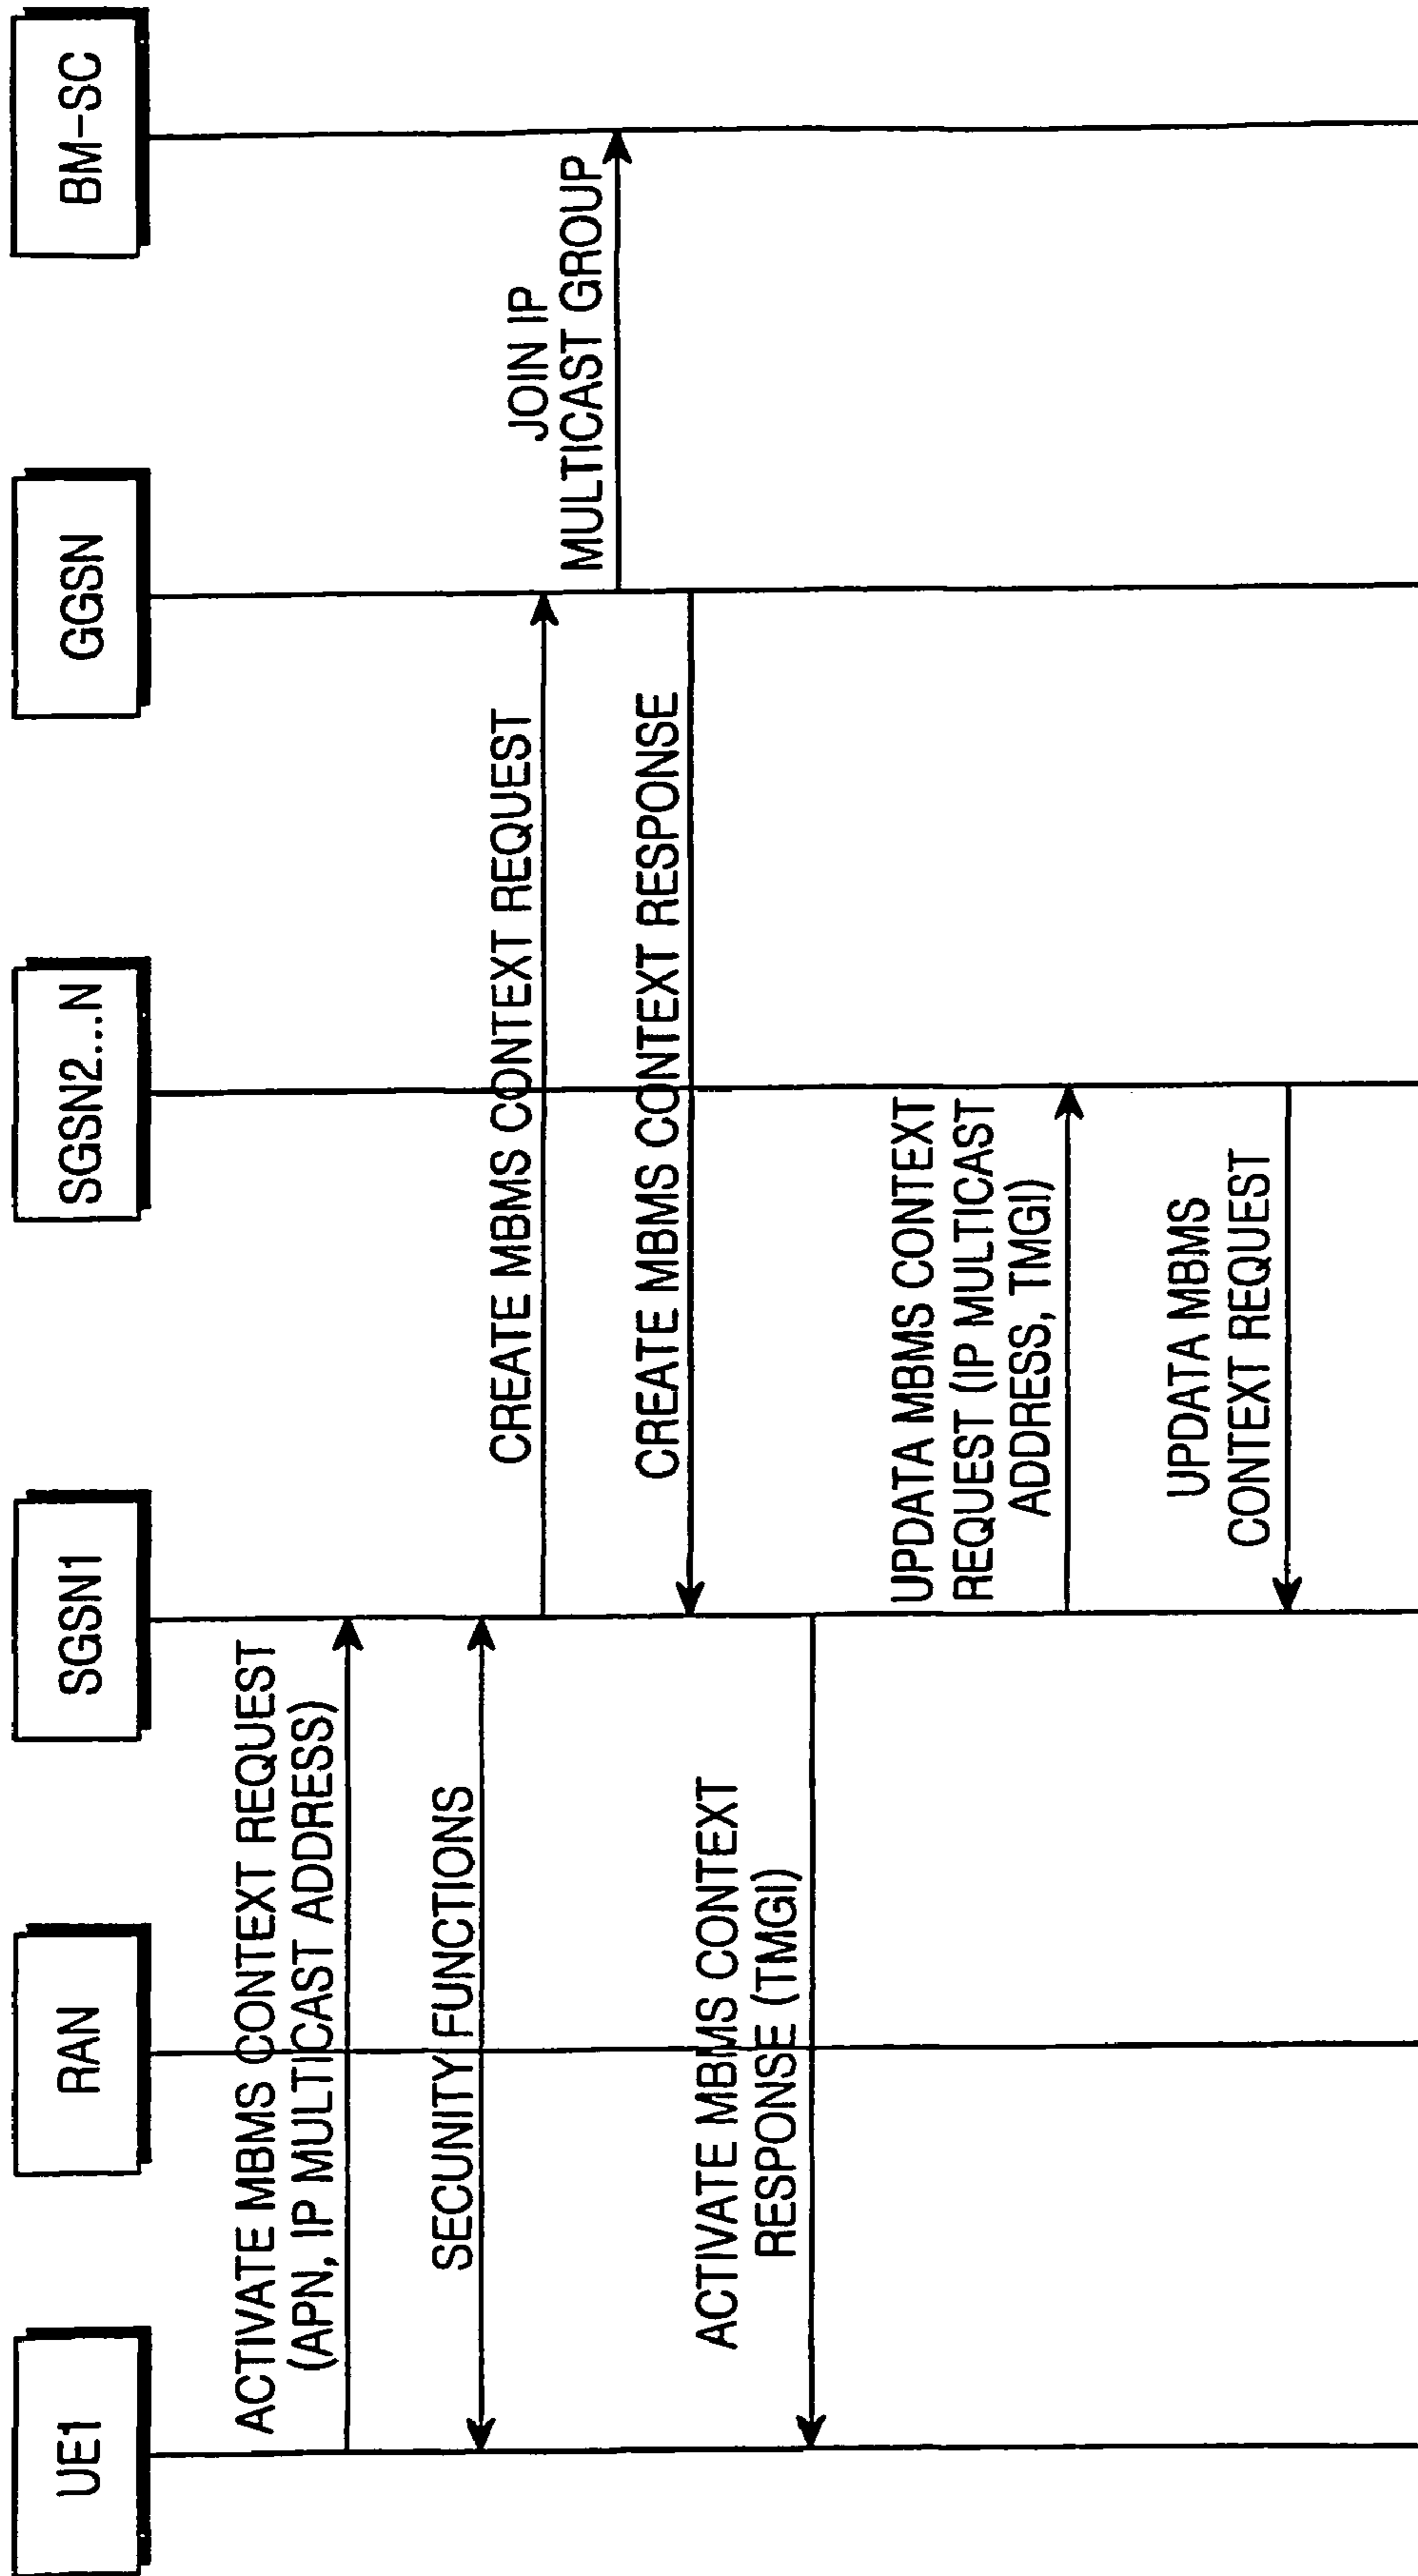 UE1
RAN
SGSN1
SGSN2...N
GGSN
BM-SC
ACTIVATE MBMS CONTEXT REQUEST
(APN, IP MULTICAST ADDRESS)
SECUNITY FUNCTIONS
CREATE MBMS CONTEXT REQUEST
JOIN IP
MULTICAST GROUP
CREATE MBMS CONTEXT RESPONSE
ACTIVATE MBMS CONTEXT
RESPONSE (TMGI)
UPDATA MBMS CONTEXT
REQUEST (IP MULTICAST
ADDRESS, TMGI)
UPDATA MBMS
CONTEXT REQUEST